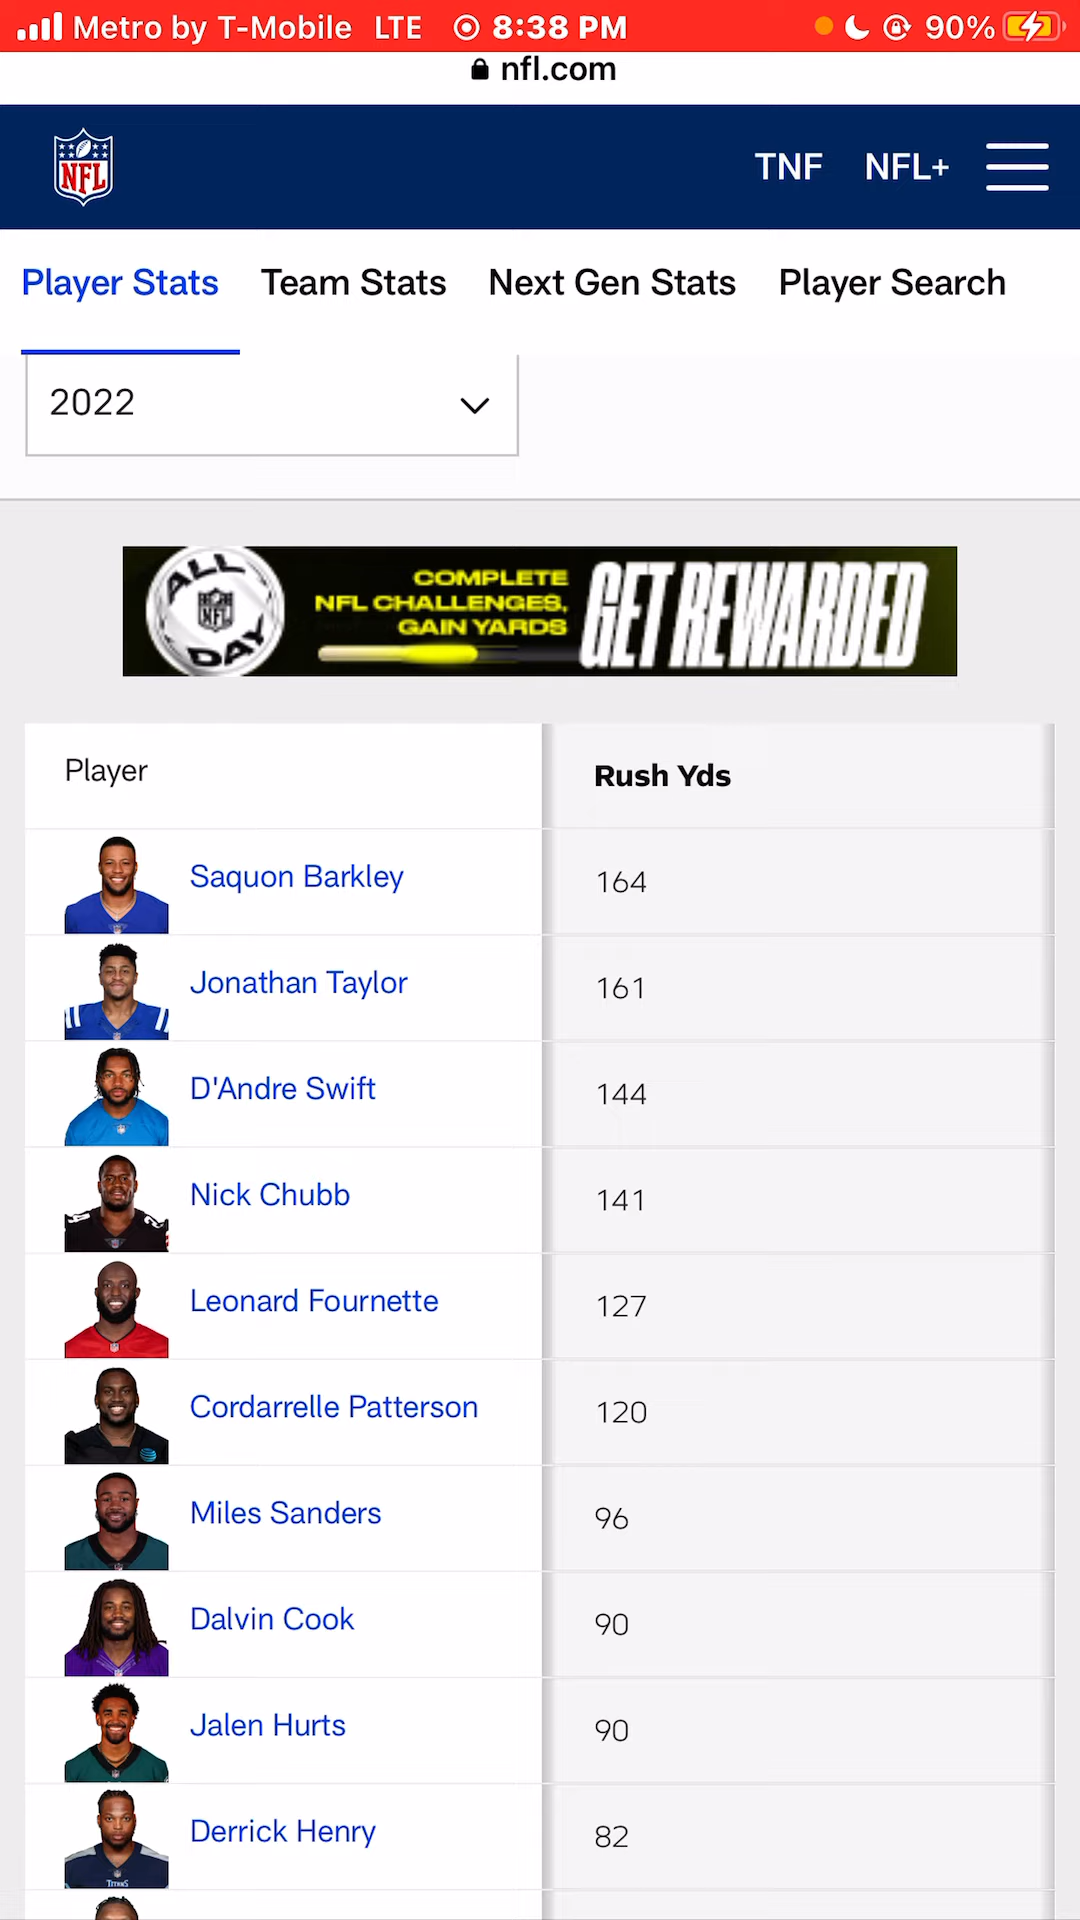 Metro by T-Mobile LTE 8:38 PM 90%
nfl.com
NFL TNF NFL+
Player Stats Team Stats Next Gen Stats Player Search
2022
ALL
NFL
DAY
COMPLETE
NFL CHALLENGES,
GAIN YARDS
GET REWARDED
Player Rush Yds
Saquon Barkley 164
Jonathan Taylor 161
D'Andre Swift 144
Nick Chubb 141
Leonard Fournette 127
Cordarrelle Patterson 120
Miles Sanders 96
Dalvin Cook 90
Jalen Hurts 90
Derrick Henry 82
TITANS